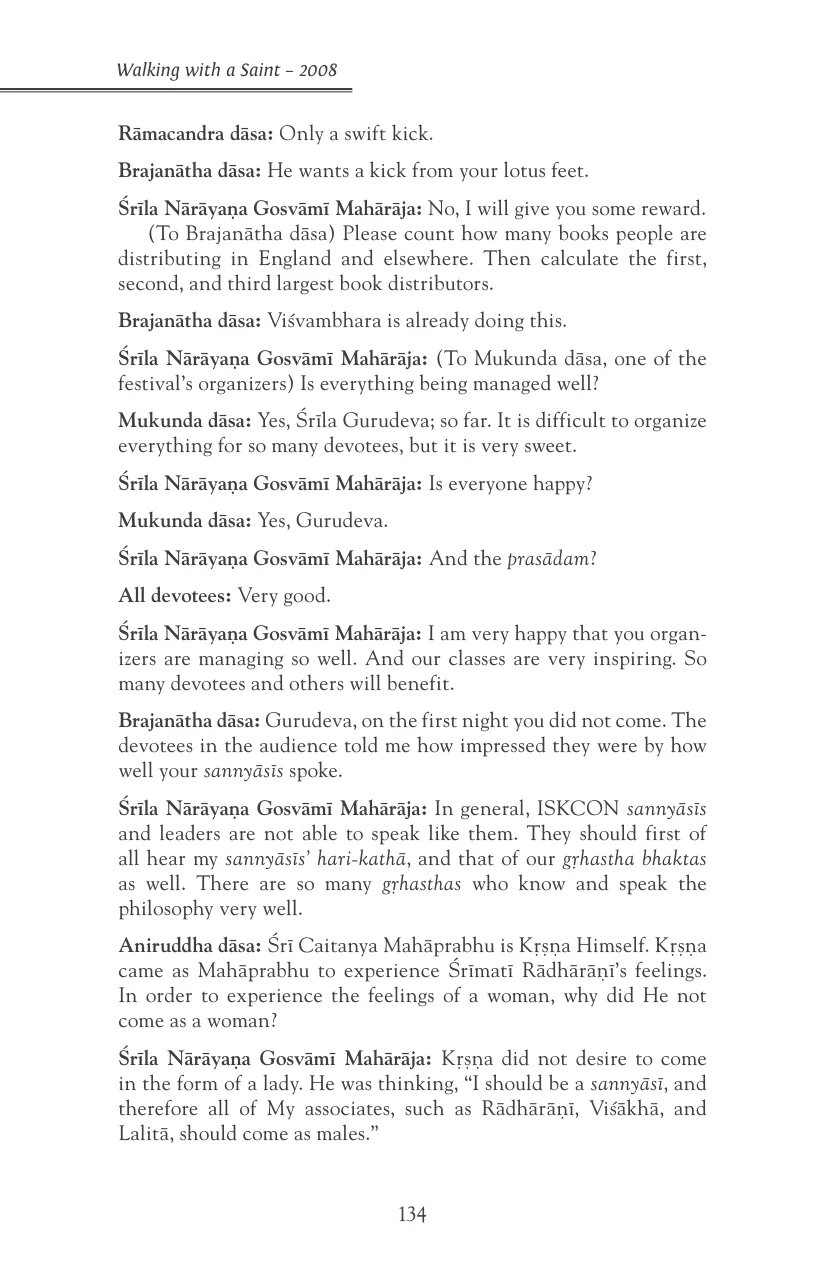 Walking with a Saint – 2008
Rāmacandra dāsa: Only a swift kick.
Brajanātha dāsa: He wants a kick from your lotus feet.
Śrīla Nārāyaṇa Gosvāmī Mahārāja: No, I will give you some reward.
(To Brajanātha dāsa) Please count how many books people are
distributing in England and elsewhere. Then calculate the first,
second, and third largest book distributors.
Brajanātha dāsa: Viśvambhara is already doing this.
Śrīla Nārāyaṇa Gosvāmī Mahārāja: (To Mukunda dāsa, one of the
festival’s organizers) Is everything being managed well?
Mukunda dāsa: Yes, Śrīla Gurudeva; so far. It is difficult to organize
everything for so many devotees, but it is very sweet.
Śrīla Nārāyaṇa Gosvāmī Mahārāja: Is everyone happy?
Mukunda dāsa: Yes, Gurudeva.
Śrīla Nārāyaṇa Gosvāmī Mahārāja: And the prasādam?
All devotees: Very good.
Śrīla Nārāyaṇa Gosvāmī Mahārāja: I am very happy that you organ-
izers are managing so well. And our classes are very inspiring. So
many devotees and others will benefit.
Brajanātha dāsa: Gurudeva, on the first night you did not come. The
devotees in the audience told me how impressed they were by how
well your sannyāsīs spoke.
Śrīla Nārāyaṇa Gosvāmī Mahārāja: In general, ISKCON sannyāsīs
and leaders are not able to speak like them. They should first of
all hear my sannyāsīs’ hari-kathā, and that of our gṛhastha bhaktas
as well. There are so many gṛhasthas who know and speak the
philosophy very well.
Aniruddha dāsa: Śrī Caitanya Mahāprabhu is Kṛṣṇa Himself. Kṛṣṇa
came as Mahāprabhu to experience Śrīmatī Rādhārāṇī’s feelings.
In order to experience the feelings of a woman, why did He not
come as a woman?
Śrīla Nārāyaṇa Gosvāmī Mahārāja: Kṛṣṇa did not desire to come
in the form of a lady. He was thinking, “I should be a sannyāsī, and
therefore all of My associates, such as Rādhārāṇī, Viśākhā, and
Lalitā, should come as males.”
134